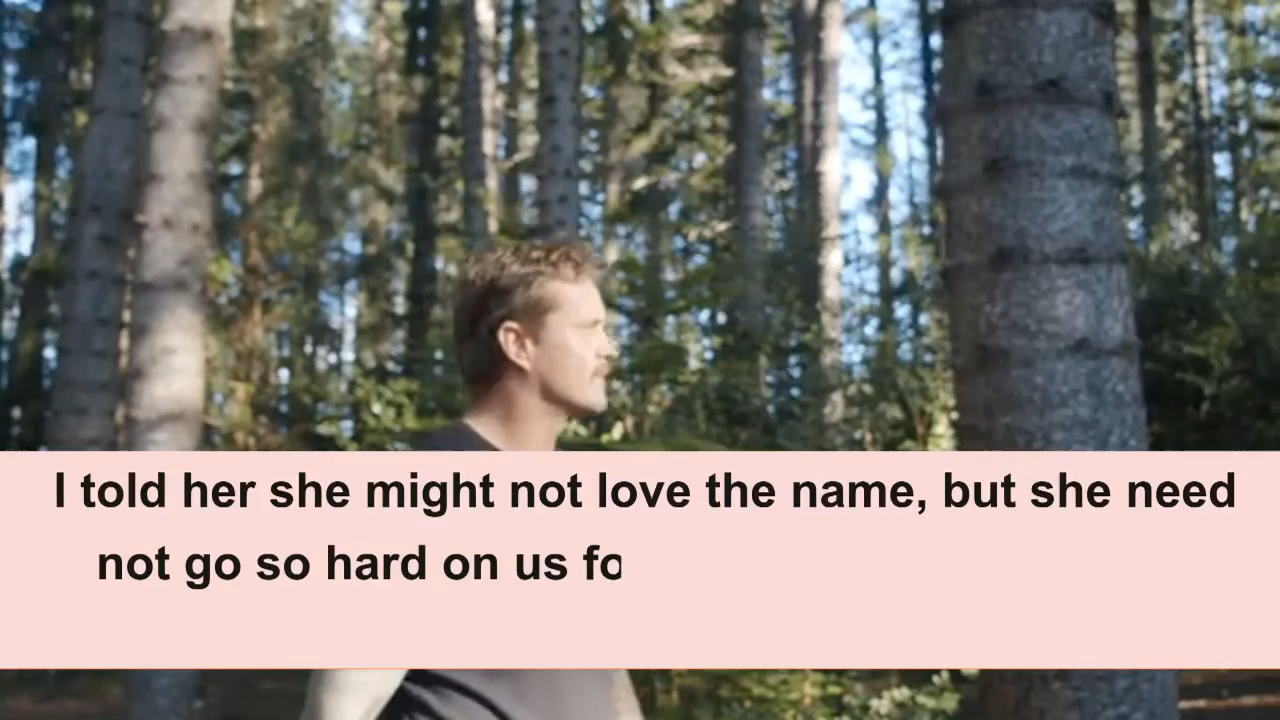 I told her she might not love the name, but she need
not go so hard on us fo